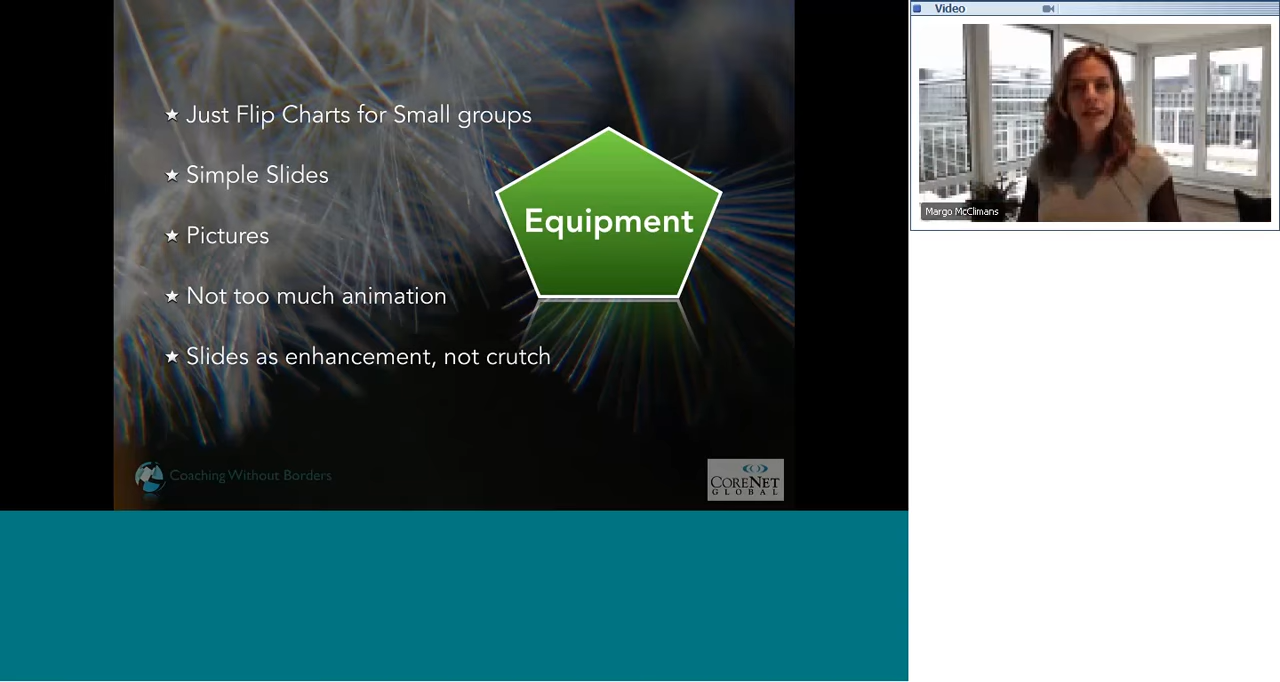 Just Flip Charts for Small groups
Simple Slides
Pictures
Not too much animation
Slides as enhancement, not crutch
Equipment
Coaching Without Borders
CORENET
GLOBAL
Video
Margo McClimans